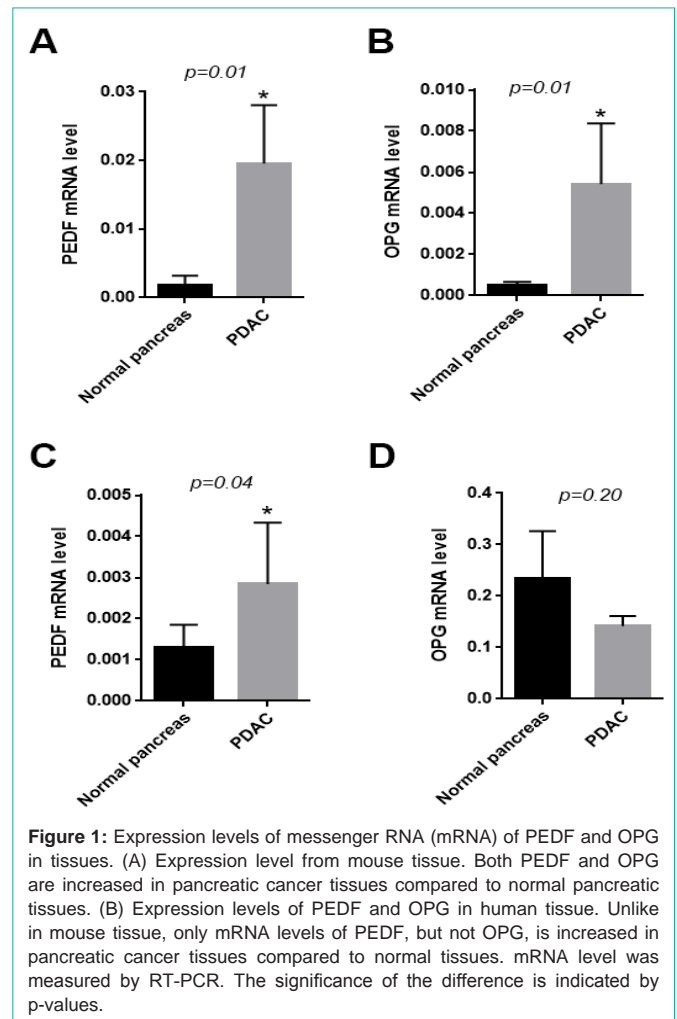 A
p=0.01
*
0.03
0.02
0.01
0.00
PEDF mRNA level
Normal pancreas
PDAC
B
p=0.01
*
0.010
0.008
0.006
0.004
0.002
0.000
OPG mRNA level
Normal pancreas
PDAC
C
p=0.04
*
0.005
0.004
0.003
0.002
0.001
0.000
PEDF mRNA level
Normal pancreas
PDAC
D
p=0.20
0.4
0.3
0.2
0.1
0.0
OPG mRNA level
Normal pancreas
PDAC
Figure 1: Expression levels of messenger RNA (mRNA) of PEDF and OPG
in tissues. (A) Expression level from mouse tissue. Both PEDF and OPG
are increased in pancreatic cancer tissues compared to normal pancreatic
tissues. (B) Expression levels of PEDF and OPG in human tissue. Unlike
in mouse tissue, only mRNA levels of PEDF, but not OPG, is increased in
pancreatic cancer tissues compared to normal tissues. mRNA level was
measured by RT-PCR. The significance of the difference is indicated by
p-values.